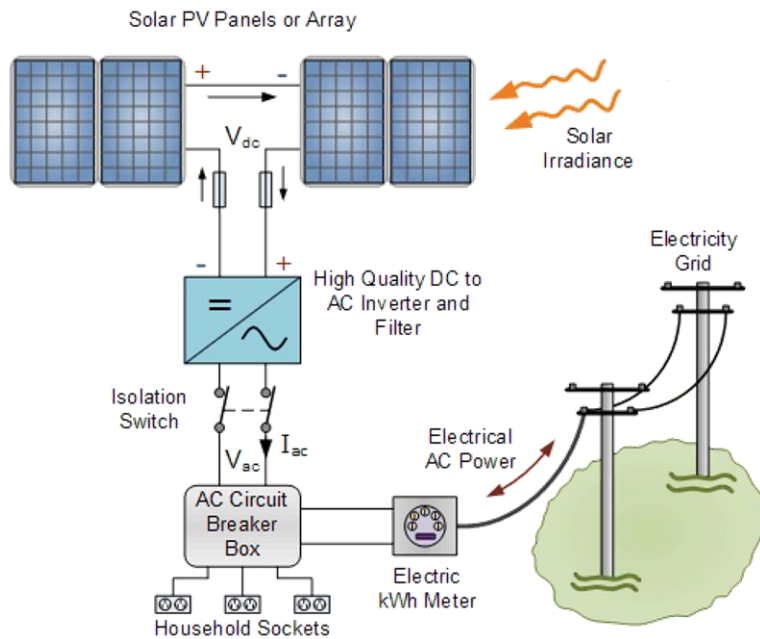 Solar PV Panels or Array
+
-
Vdc
Solar
Irradiance
-
+
High Quality DC to
AC Inverter and
Filter
Electricity
Grid
Isolation
Switch
Iac
Vac
Electrical
AC Power
AC Circuit
Breaker
Box
Electric
kWh Meter
Household Sockets